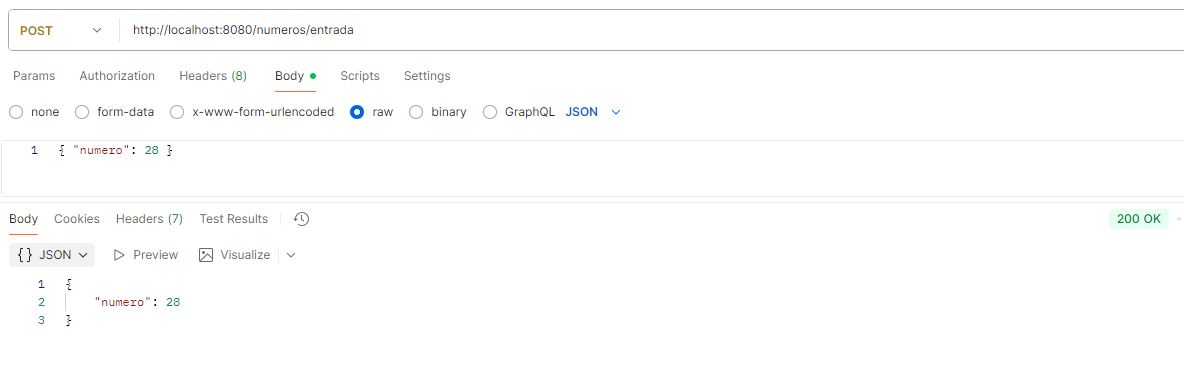 POST http://localhost:8080/numeros/entrada
Params Authorization Headers (8) Body Scripts Settings
none form-data x-www-form-urlencoded raw binary GraphQL JSON
1 { "numero": 28 }
Body Cookies Headers (7) Test Results 200 OK
{} JSON Preview Visualize
1 {
2 "numero": 28
3 }